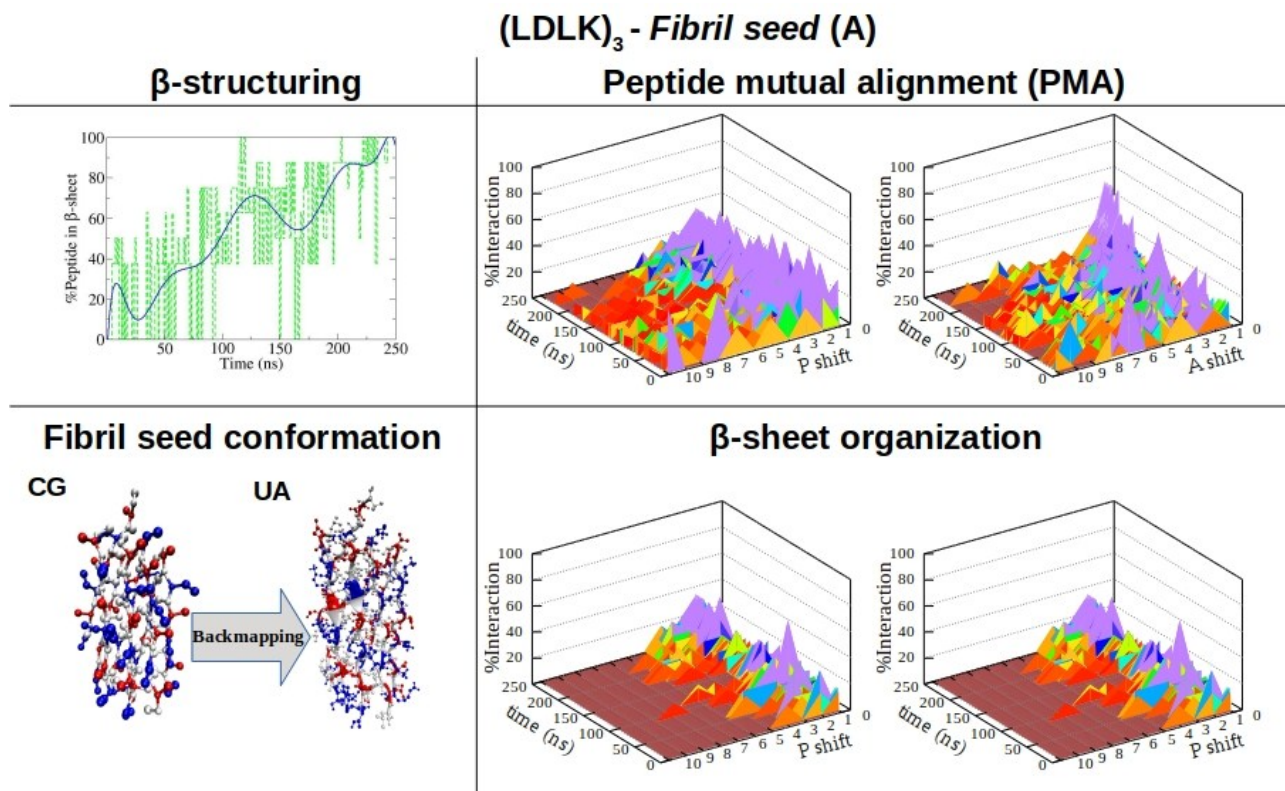 (LDLK)3 - Fibril seed (A)
β-structuring
Peptide mutual alignment (PMA)
%Peptide in β-sheet
100
80
60
40
20
0
50 100 150 200 250
Time (ns)
%Interaction
100
80
60
40
20
250
200
150
100
50
0
time (ns)
10 9 8 7 6 5 4 3 2 1 0
P shift
%Interaction
100
80
60
40
20
250
200
150
100
50
0
time (ns)
10 9 8 7 6 5 4 3 2 1 0
A shift
Fibril seed conformation
CG
UA
Backmapping
β-sheet organization
%Interaction
100
80
60
40
20
250
200
150
100
50
0
time (ns)
10 9 8 7 6 5 4 3 2 1 0
P shift
%Interaction
100
80
60
40
20
250
200
150
100
50
0
time (ns)
10 9 8 7 6 5 4 3 2 1 0
P shift